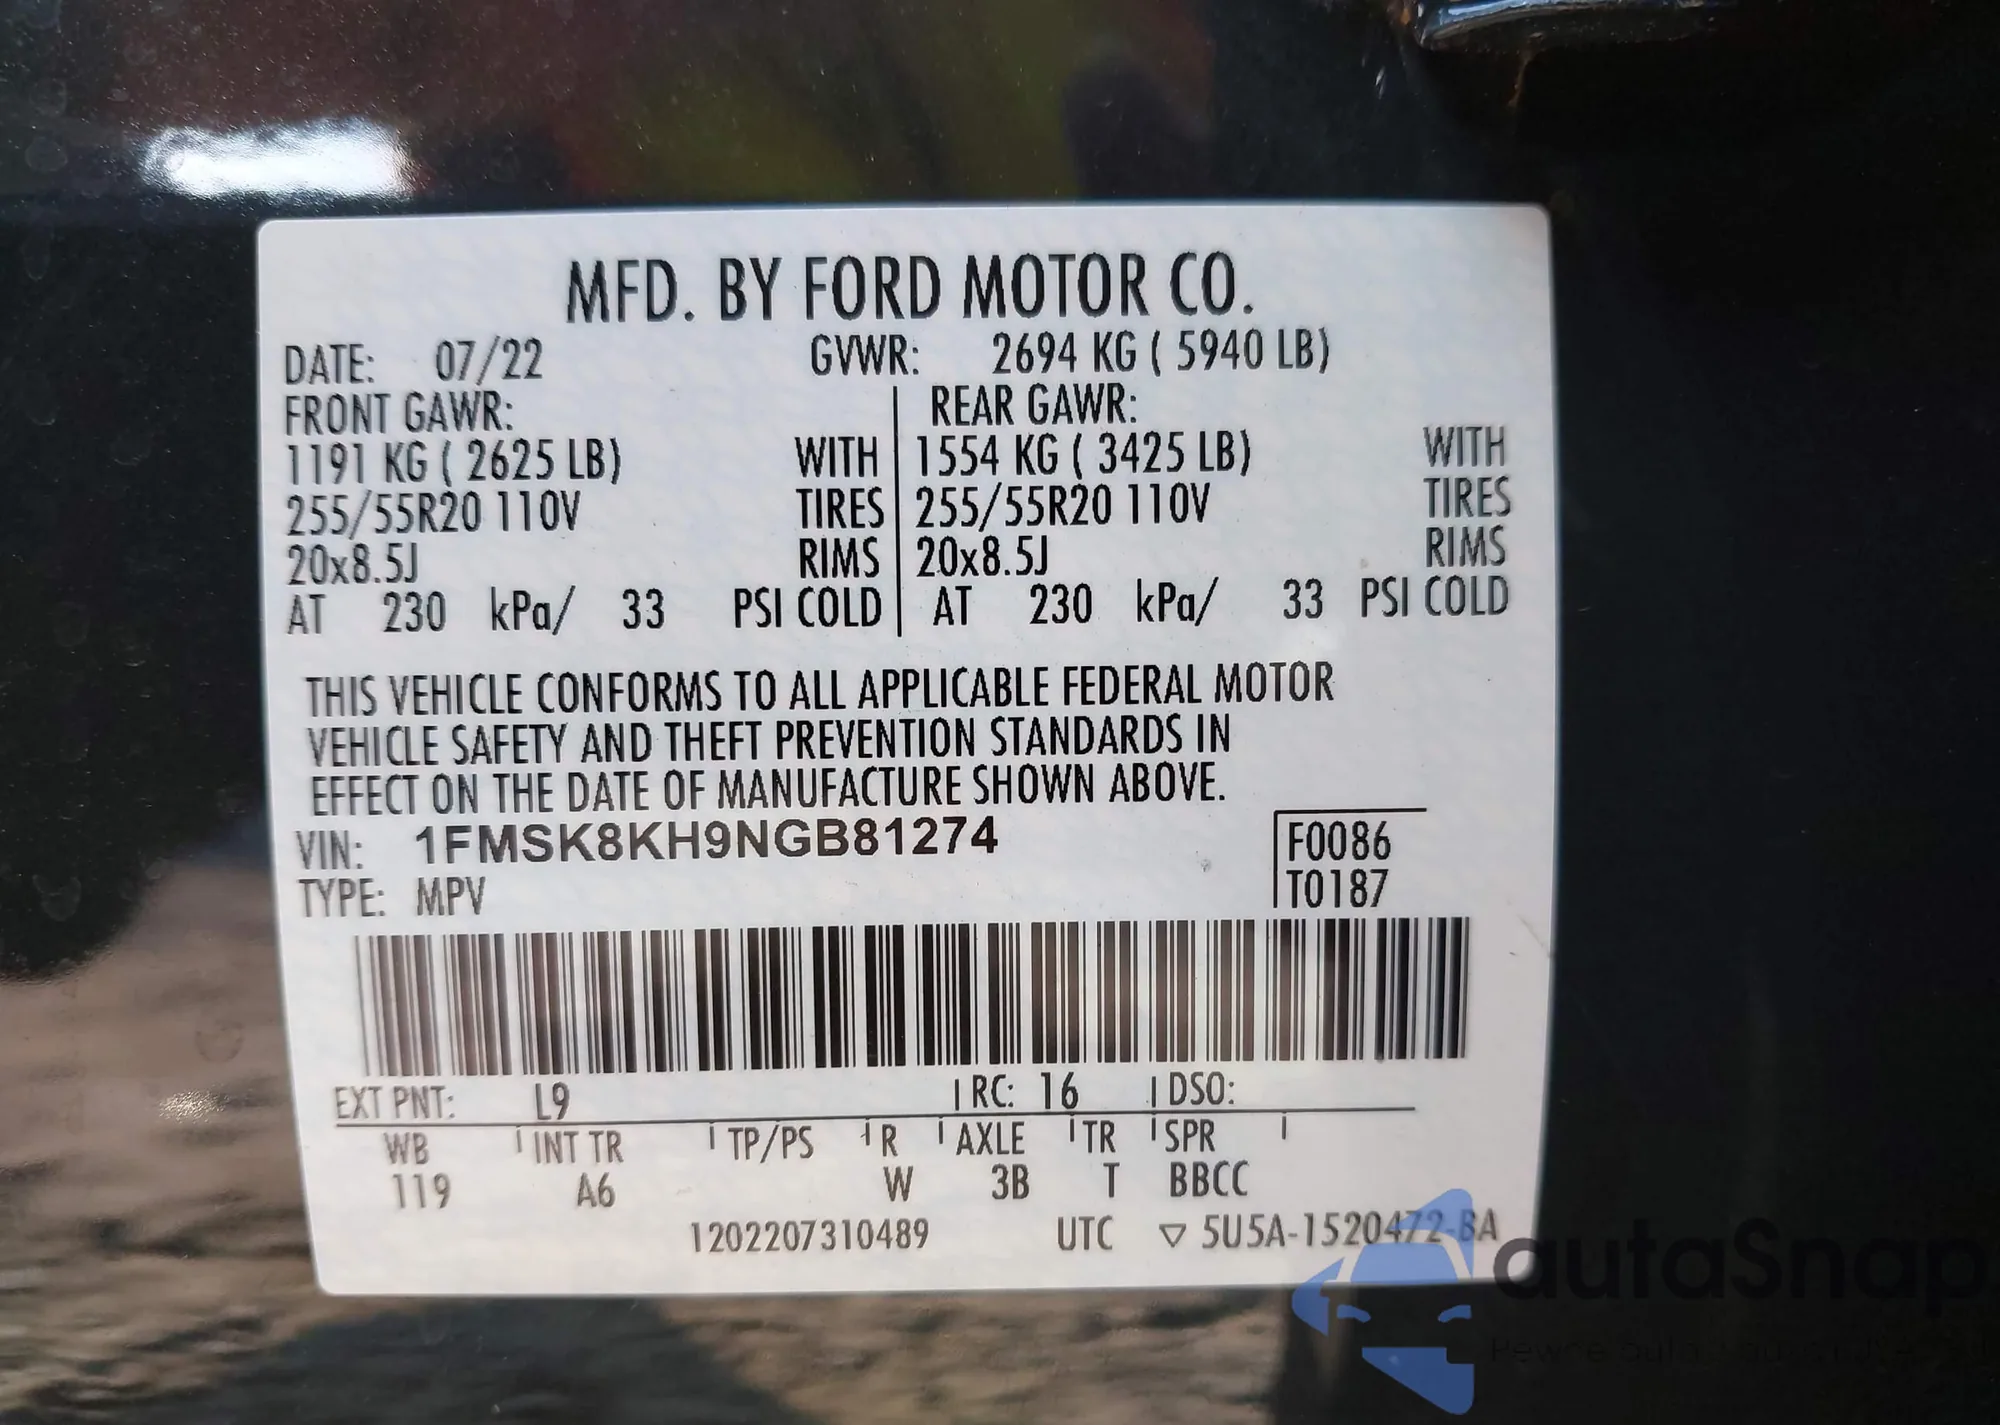 MFD. BY FORD MOTOR CO.
DATE: 07/22 GVWR: 2694 KG ( 5940 LB)
FRONT GAWR: REAR GAWR:
1191 KG ( 2625 LB) WITH 1554 KG ( 3425 LB) WITH
255/55R20 110V TIRES 255/55R20 110V TIRES
20x8.5J RIMS 20x8.5J RIMS
AT 230 kPa/ 33 PSI COLD AT 230 kPa/ 33 PSI COLD
THIS VEHICLE CONFORMS TO ALL APPLICABLE FEDERAL MOTOR
VEHICLE SAFETY AND THEFT PREVENTION STANDARDS IN
EFFECT ON THE DATE OF MANUFACTURE SHOWN ABOVE.
VIN: 1FMSK8KH9NGB81274 F0086
TYPE: MPV T0187
EXT PNT: L9 RC: 16 DSO:
WB INT TR TP/PS R AXLE TR SPR
119 A6 W 3B T BBCC
1202207310489 UTC ▽ 5U5A-1520472-BA
autaSnap